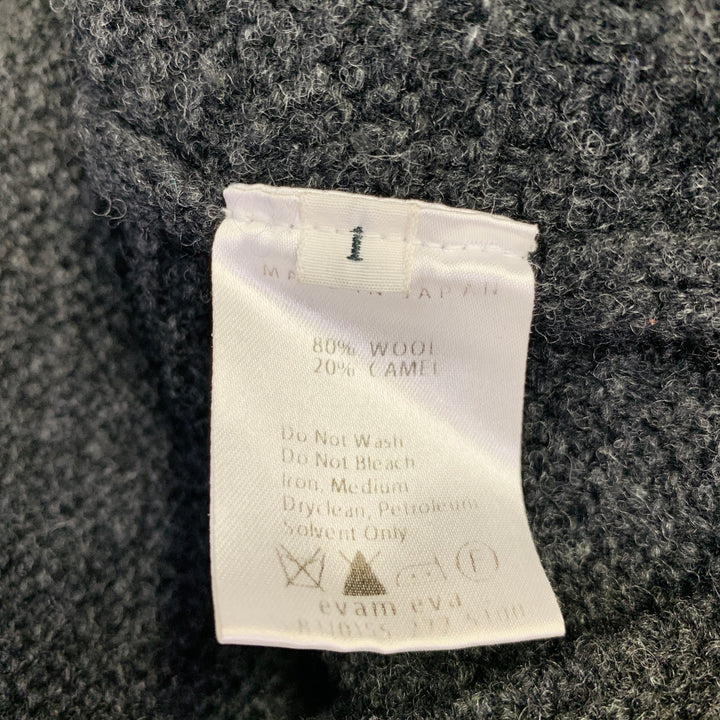 1
MADE IN JAPAN
80% WOOL
20% CAMEL
Do Not Wash
Do Not Bleach
Iron, Medium
Dryclean, Petroleum
Solvent Only
F
evam eva